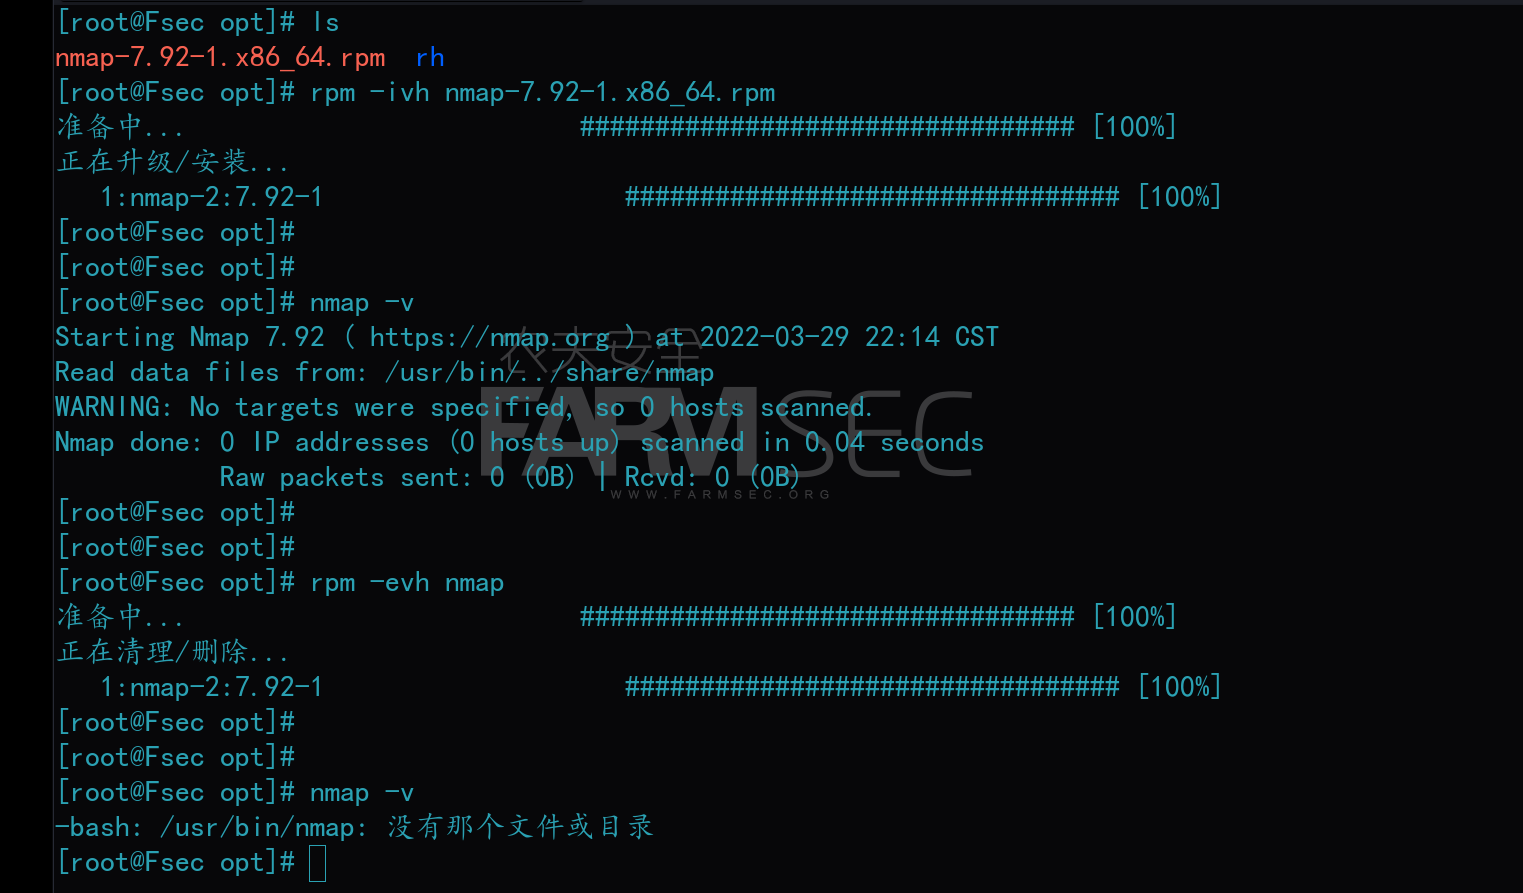 [root@Fsec opt]# ls
nmap-7.92-1.x86_64.rpm  rh
[root@Fsec opt]# rpm -ivh nmap-7.92-1.x86_64.rpm
准备中...                          ################################# [100%]
正在升级/安装...
   1:nmap-2:7.92-1                    ################################# [100%]
[root@Fsec opt]#
[root@Fsec opt]#
[root@Fsec opt]# nmap -v
Starting Nmap 7.92 ( https://nmap.org ) at 2022-03-29 22:14 CST
Read data files from: /usr/bin/../share/nmap
WARNING: No targets were specified, so 0 hosts scanned.
Nmap done: 0 IP addresses (0 hosts up) scanned in 0.04 seconds
           Raw packets sent: 0 (0B) | Rcvd: 0 (0B)
[root@Fsec opt]#
[root@Fsec opt]#
[root@Fsec opt]# rpm -evh nmap
准备中...                          ################################# [100%]
正在清理/删除...
   1:nmap-2:7.92-1                    ################################# [100%]
[root@Fsec opt]#
[root@Fsec opt]#
[root@Fsec opt]# nmap -v
-bash: /usr/bin/nmap: 没有那个文件或目录
[root@Fsec opt]#
农夫安全
FARMSEC
WWW.FARMSEC.ORG